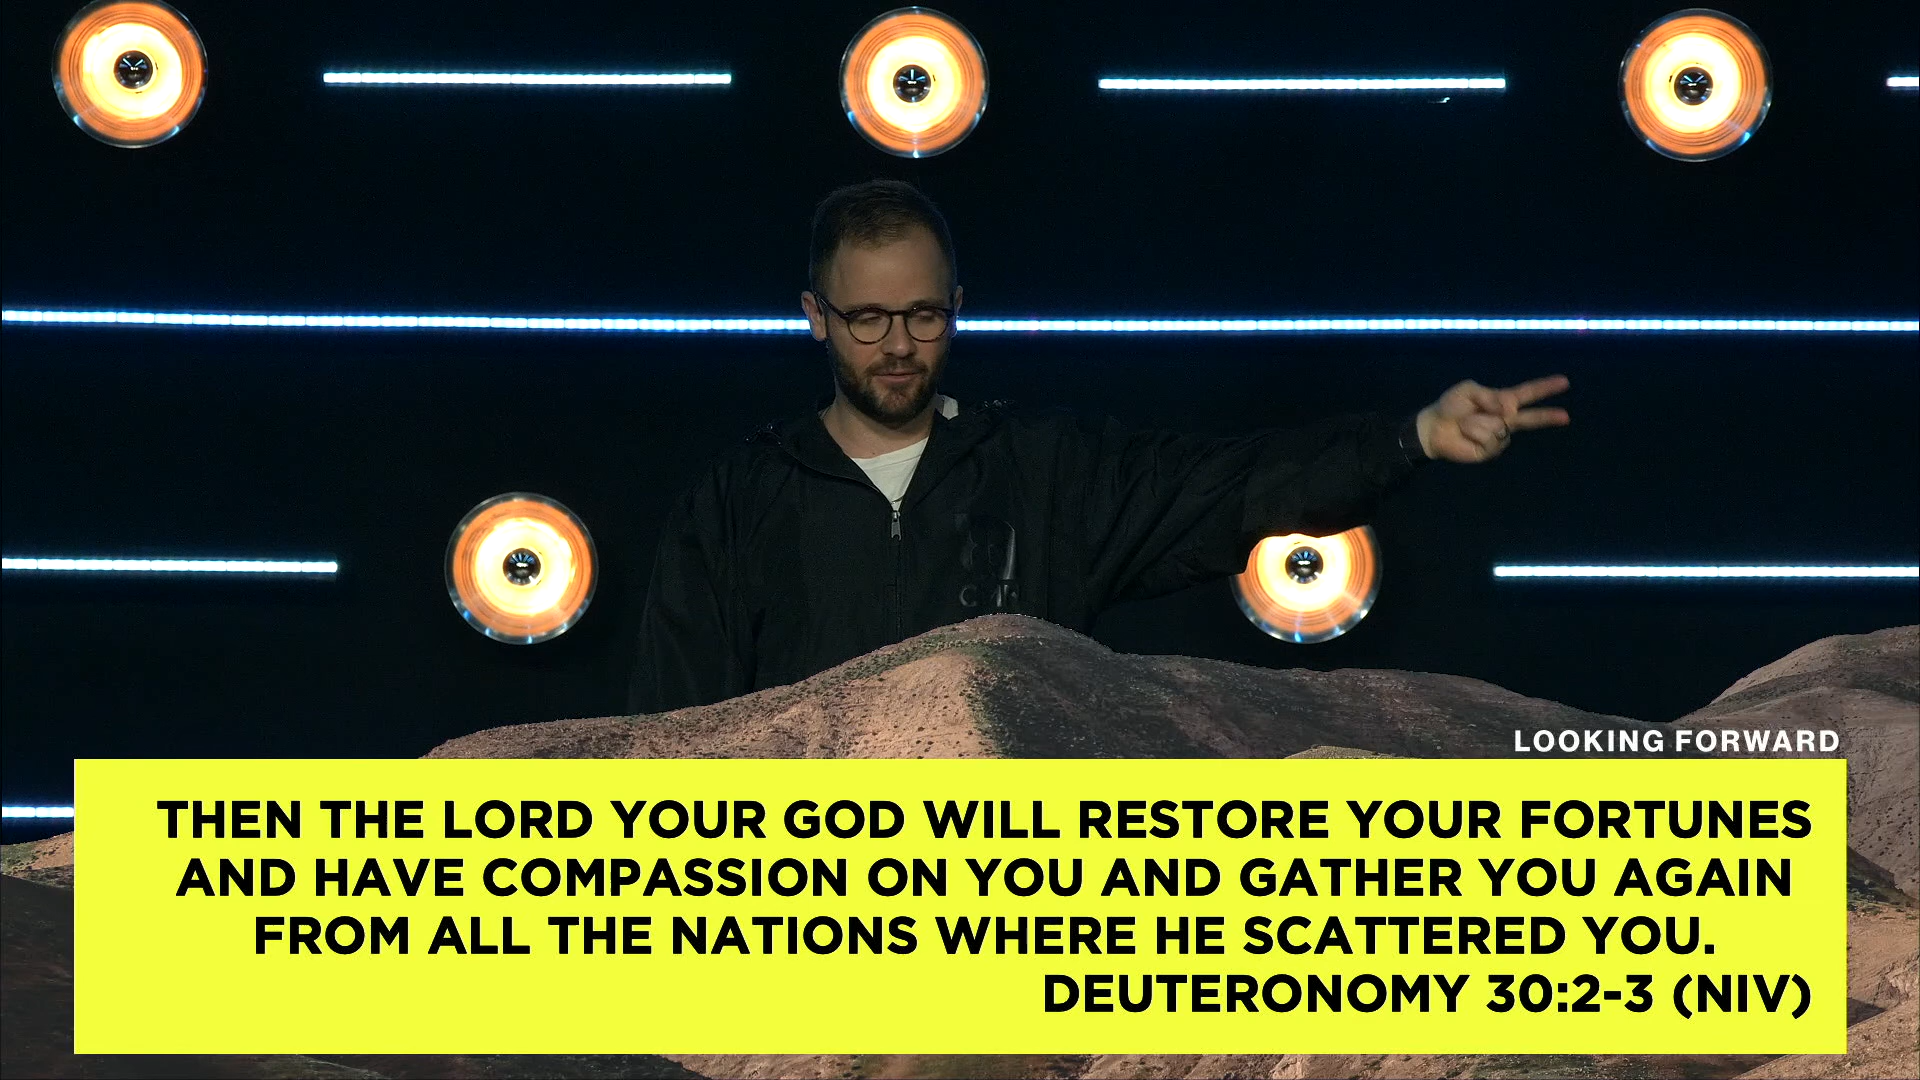 LOOKING FORWARD
THEN THE LORD YOUR GOD WILL RESTORE YOUR FORTUNES
AND HAVE COMPASSION ON YOU AND GATHER YOU AGAIN
FROM ALL THE NATIONS WHERE HE SCATTERED YOU.
DEUTERONOMY 30:2-3 (NIV)